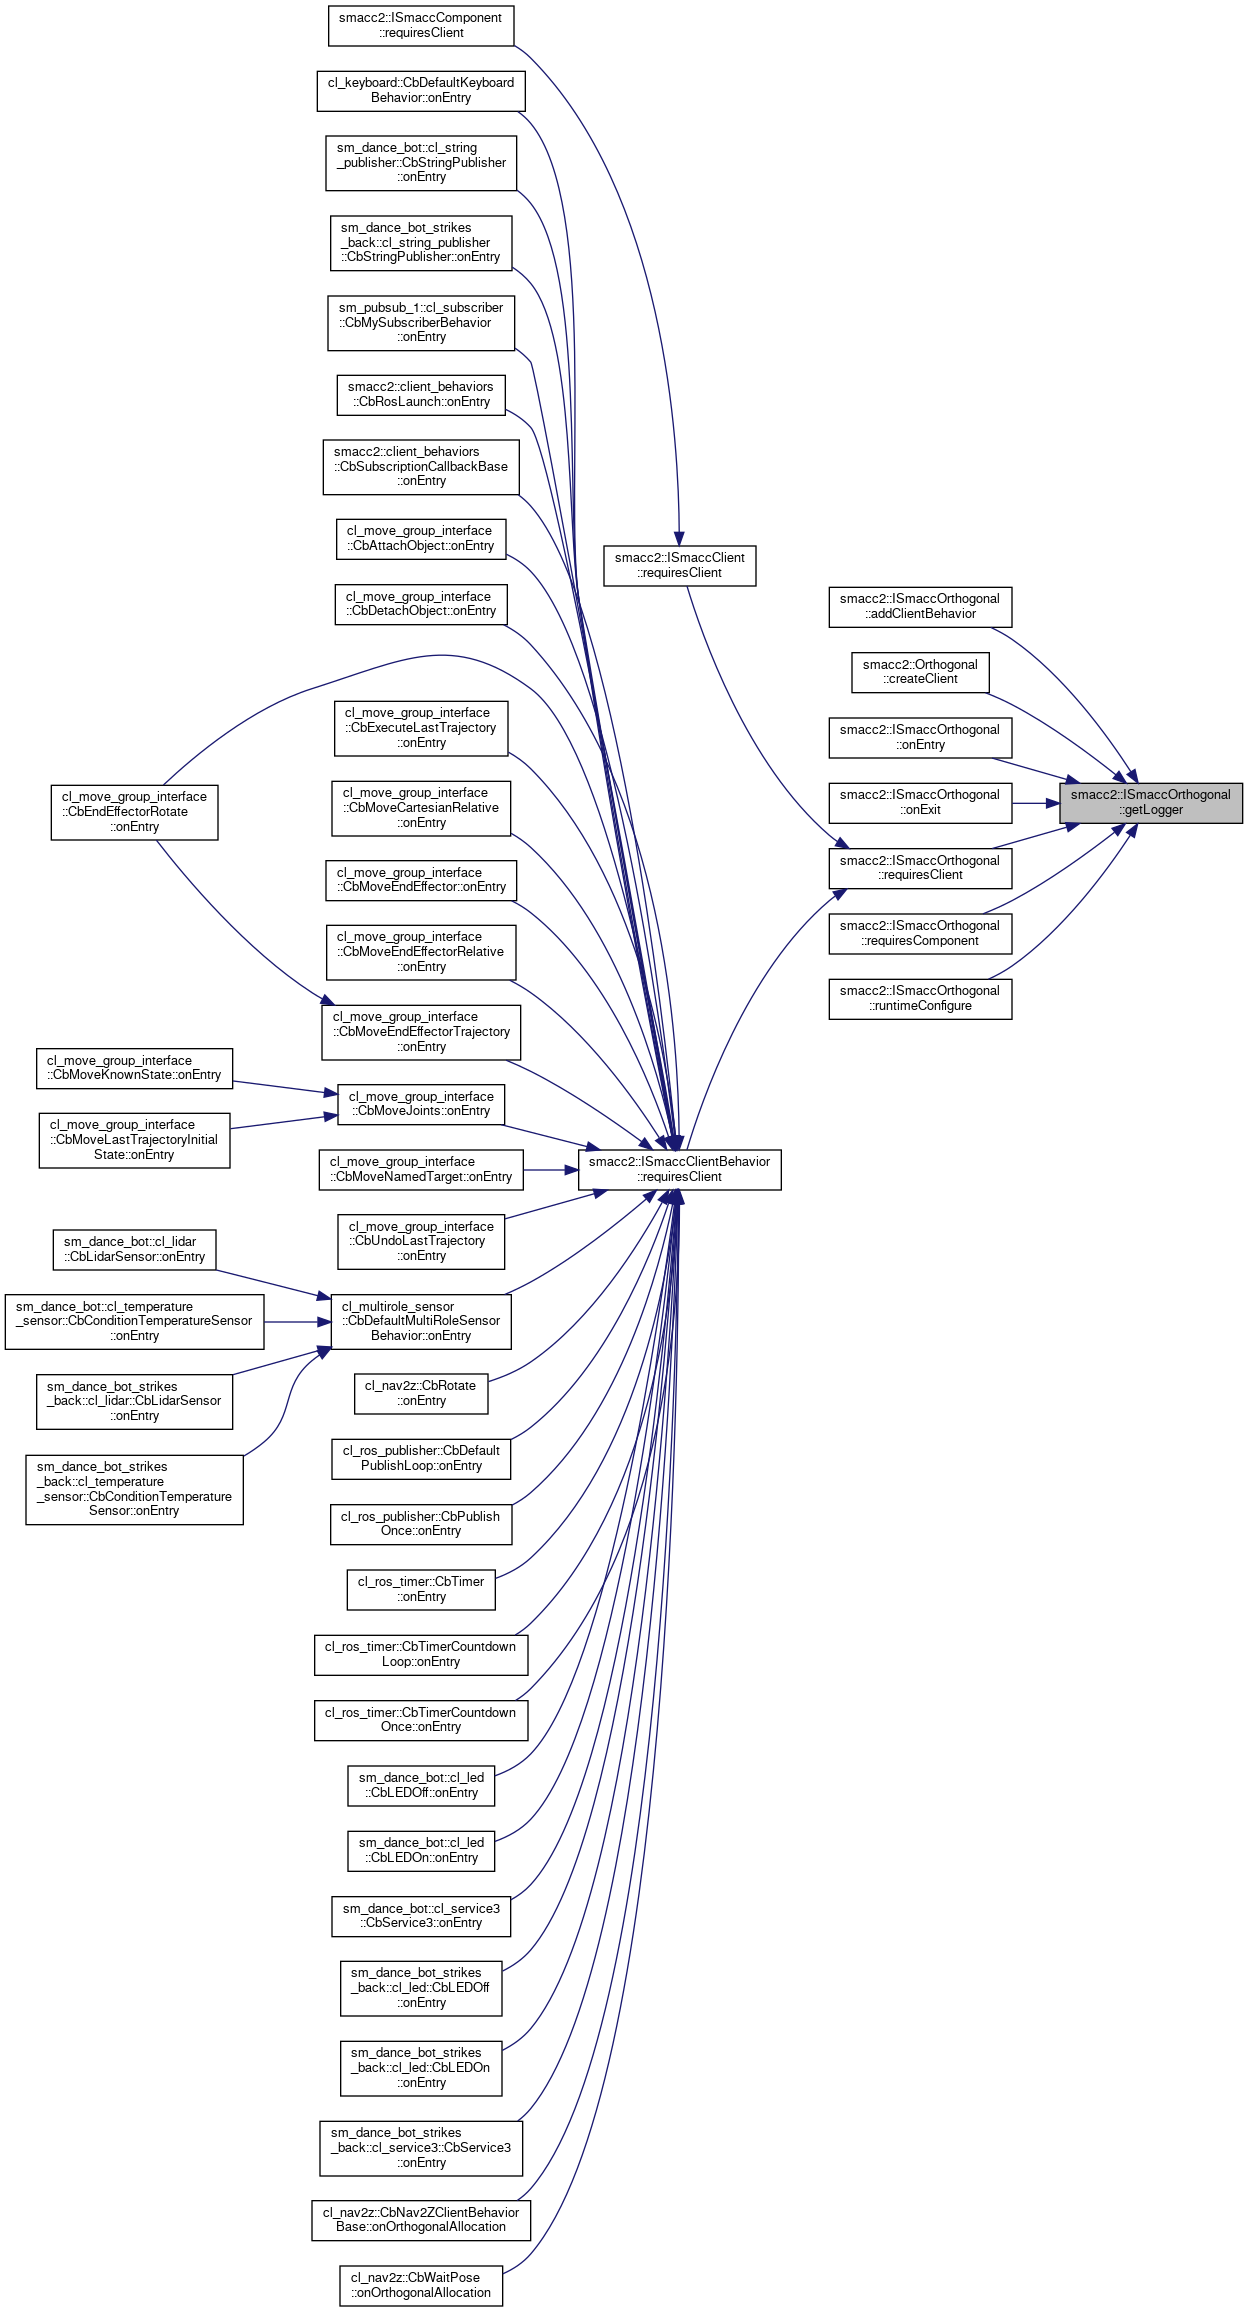 smacc2::ISmaccComponent
::requiresClient
cl_keyboard::CbDefaultKeyboard
Behavior::onEntry
sm_dance_bot::cl_string
_publisher::CbStringPublisher
::onEntry
sm_dance_bot_strikes
_back::cl_string_publisher
::CbStringPublisher::onEntry
sm_pubsub_1::cl_subscriber
::CbMySubscriberBehavior
::onEntry
smacc2::client_behaviors
::CbRosLaunch::onEntry
smacc2::client_behaviors
::CbSubscriptionCallbackBase
::onEntry
cl_move_group_interface
::CbAttachObject::onEntry
cl_move_group_interface
::CbDetachObject::onEntry
cl_move_group_interface
::CbExecuteLastTrajectory
::onEntry
cl_move_group_interface
::CbMoveCartesianRelative
::onEntry
cl_move_group_interface
::CbMoveEndEffector::onEntry
cl_move_group_interface
::CbMoveEndEffectorRelative
::onEntry
cl_move_group_interface
::CbMoveEndEffectorTrajectory
::onEntry
cl_move_group_interface
::CbMoveJoints::onEntry
cl_move_group_interface
::CbMoveNamedTarget::onEntry
cl_move_group_interface
::CbUndoLastTrajectory
::onEntry
cl_multirole_sensor
::CbDefaultMultiRoleSensor
Behavior::onEntry
cl_nav2z::CbRotate
::onEntry
cl_ros_publisher::CbDefault
PublishLoop::onEntry
cl_ros_publisher::CbPublish
Once::onEntry
cl_ros_timer::CbTimer
::onEntry
cl_ros_timer::CbTimerCountdown
Loop::onEntry
cl_ros_timer::CbTimerCountdown
Once::onEntry
sm_dance_bot::cl_led
::CbLEDOff::onEntry
sm_dance_bot::cl_led
::CbLEDOn::onEntry
sm_dance_bot::cl_service3
::CbService3::onEntry
sm_dance_bot_strikes
_back::cl_led::CbLEDOff
::onEntry
sm_dance_bot_strikes
_back::cl_led::CbLEDOn
::onEntry
sm_dance_bot_strikes
_back::cl_service3::CbService3
::onEntry
cl_nav2z::CbNav2ZClientBehavior
Base::onOrthogonalAllocation
cl_nav2z::CbWaitPose
::onOrthogonalAllocation
cl_move_group_interface
::CbEndEffectorRotate
::onEntry
cl_move_group_interface
::CbMoveKnownState::onEntry
cl_move_group_interface
::CbMoveLastTrajectoryInitial
State::onEntry
sm_dance_bot::cl_lidar
::CbLidarSensor::onEntry
sm_dance_bot::cl_temperature
_sensor::CbConditionTemperatureSensor
::onEntry
sm_dance_bot_strikes
_back::cl_lidar::CbLidarSensor
::onEntry
sm_dance_bot_strikes
_back::cl_temperature
_sensor::CbConditionTemperature
Sensor::onEntry
smacc2::ISmaccClient
::requiresClient
smacc2::ISmaccClientBehavior
::requiresClient
smacc2::ISmaccOrthogonal
::addClientBehavior
smacc2::Orthogonal
::createClient
smacc2::ISmaccOrthogonal
::onEntry
smacc2::ISmaccOrthogonal
::onExit
smacc2::ISmaccOrthogonal
::requiresClient
smacc2::ISmaccOrthogonal
::requiresComponent
smacc2::ISmaccOrthogonal
::runtimeConfigure
smacc2::ISmaccOrthogonal
::getLogger